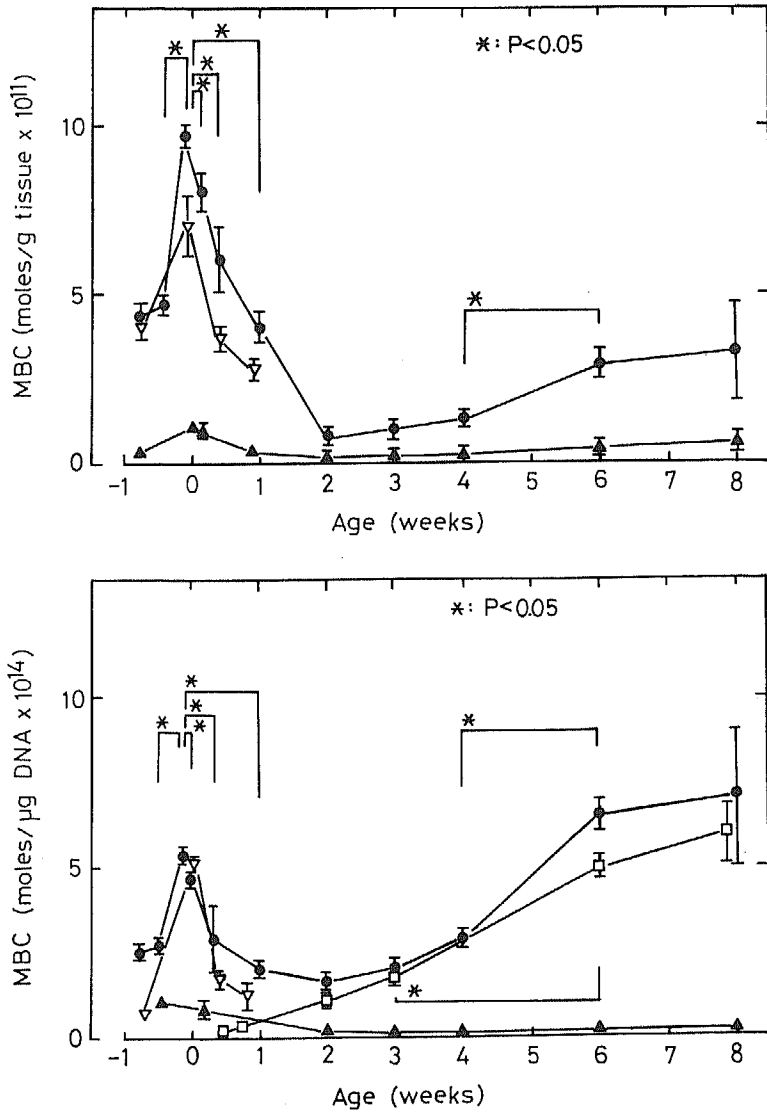 MBC (moles/g tissue x 10¹¹)
*: P<0.05
*
*
*
*
10
5
0
-1 0 1 2 3 4 5 6 7 8
Age (weeks)
MBC (moles/µg DNA x 10¹⁴)
*: P<0.05
*
*
*
*
*
*
10
5
0
-1 0 1 2 3 4 5 6 7 8
Age (weeks)